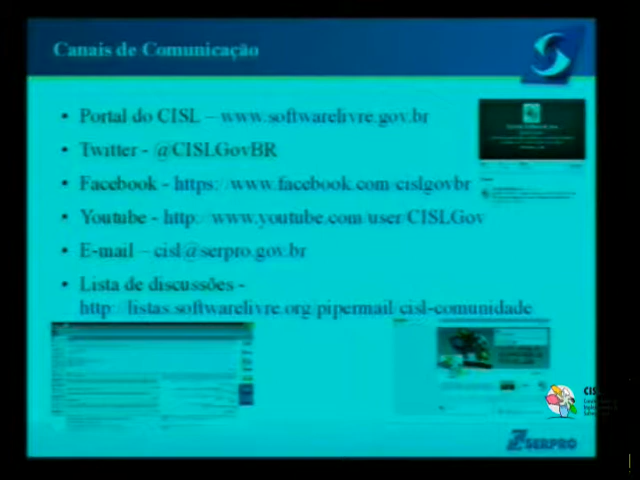 Canais de Comunicação
• Portal do CISL – www.softwarelivre.gov.br
• Twitter - @CISLGovBR
• Facebook - https://www.facebook.com/cislgovbr
• Youtube - http://www.youtube.com/user/CISLGov
• E-mail – cisl@serpro.gov.br
• Lista de discussões -
http://listas.softwarelivre.org/pipermail/cisl-comunidade
CIS
SERPRO